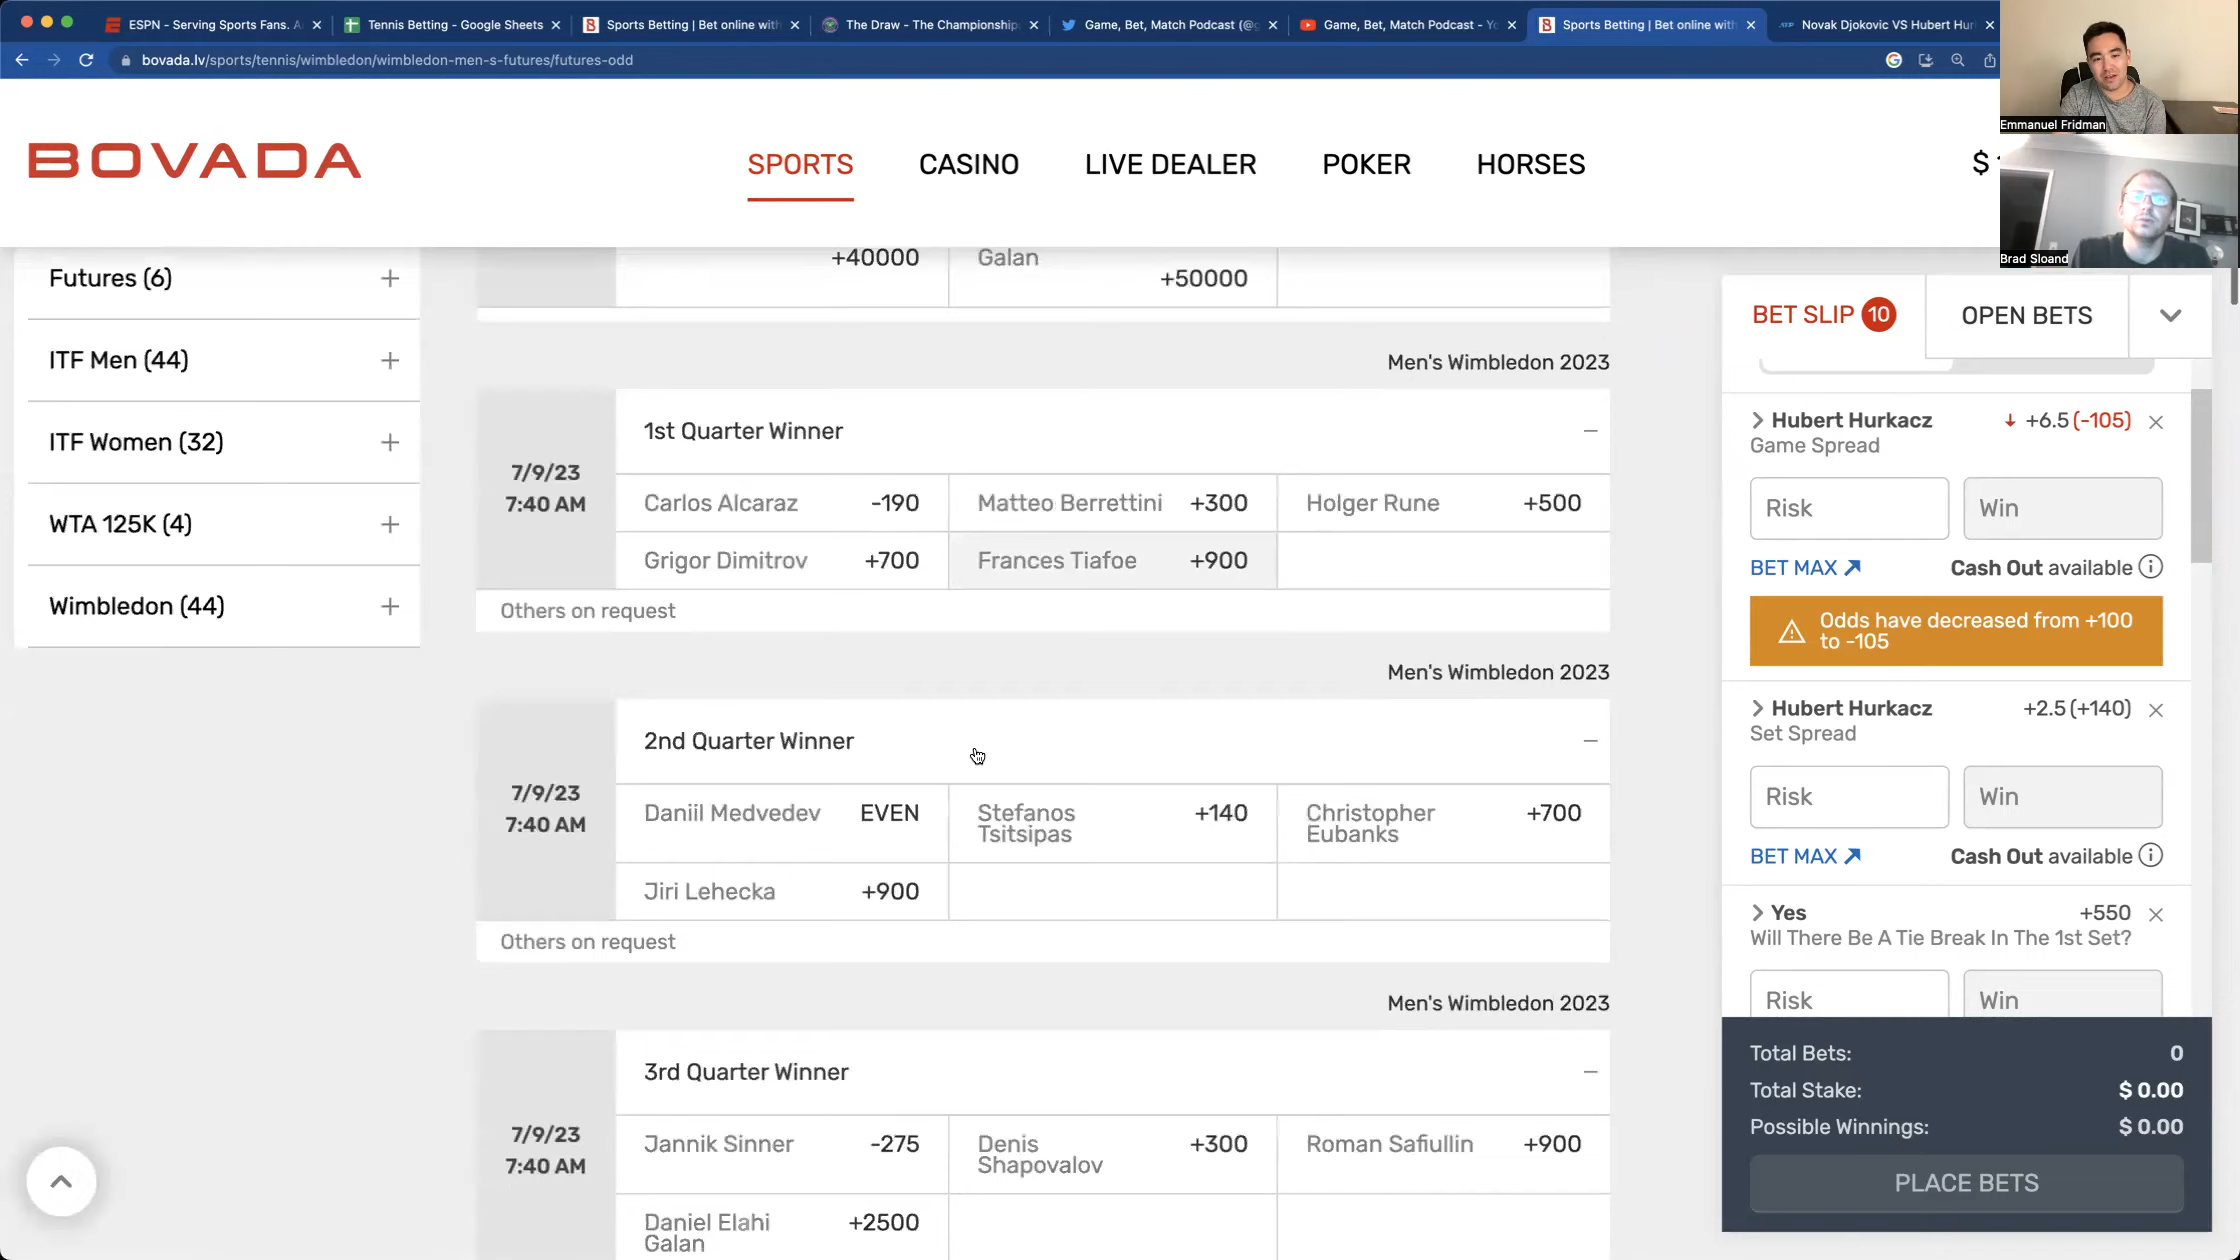 ESPN - Serving Sports Fans. A
Tennis Betting - Google Sheets
Sports Betting | Bet online with
The Draw - The Championship
Game, Bet, Match Podcast (@g
Game, Bet, Match Podcast - Yo
Sports Betting | Bet online with
Novak Djokovic VS Hubert Hur
bovada.lv/sports/tennis/wimbledon/wimbledon-men-s-futures/futures-odd
Emmanuel Fridman
Brad Sloand
BOVADA
SPORTS
CASINO
LIVE DEALER
POKER
HORSES
$
Futures (6)
ITF Men (44)
ITF Women (32)
WTA 125K (4)
Wimbledon (44)
+40000
Galan
+50000
Men's Wimbledon 2023
7/9/23
7:40 AM
1st Quarter Winner
Carlos Alcaraz -190
Matteo Berrettini +300
Holger Rune +500
Grigor Dimitrov +700
Frances Tiafoe +900
Others on request
Men's Wimbledon 2023
7/9/23
7:40 AM
2nd Quarter Winner
Daniil Medvedev EVEN
Stefanos
Tsitsipas
+140
Christopher
Eubanks
+700
Jiri Lehecka +900
Others on request
Men's Wimbledon 2023
7/9/23
7:40 AM
3rd Quarter Winner
Jannik Sinner -275
Denis
Shapovalov
+300
Roman Safiullin +900
Daniel Elahi
Galan
+2500
BET SLIP 10
OPEN BETS
Hubert Hurkacz +6.5 (-105)
Game Spread
Risk
Win
BET MAX
Cash Out available
Odds have decreased from +100
to -105
Hubert Hurkacz +2.5 (+140)
Set Spread
Risk
Win
BET MAX
Cash Out available
Yes +550
Will There Be A Tie Break In The 1st Set?
Risk
Win
Total Bets: 0
Total Stake: $ 0.00
Possible Winnings: $ 0.00
PLACE BETS